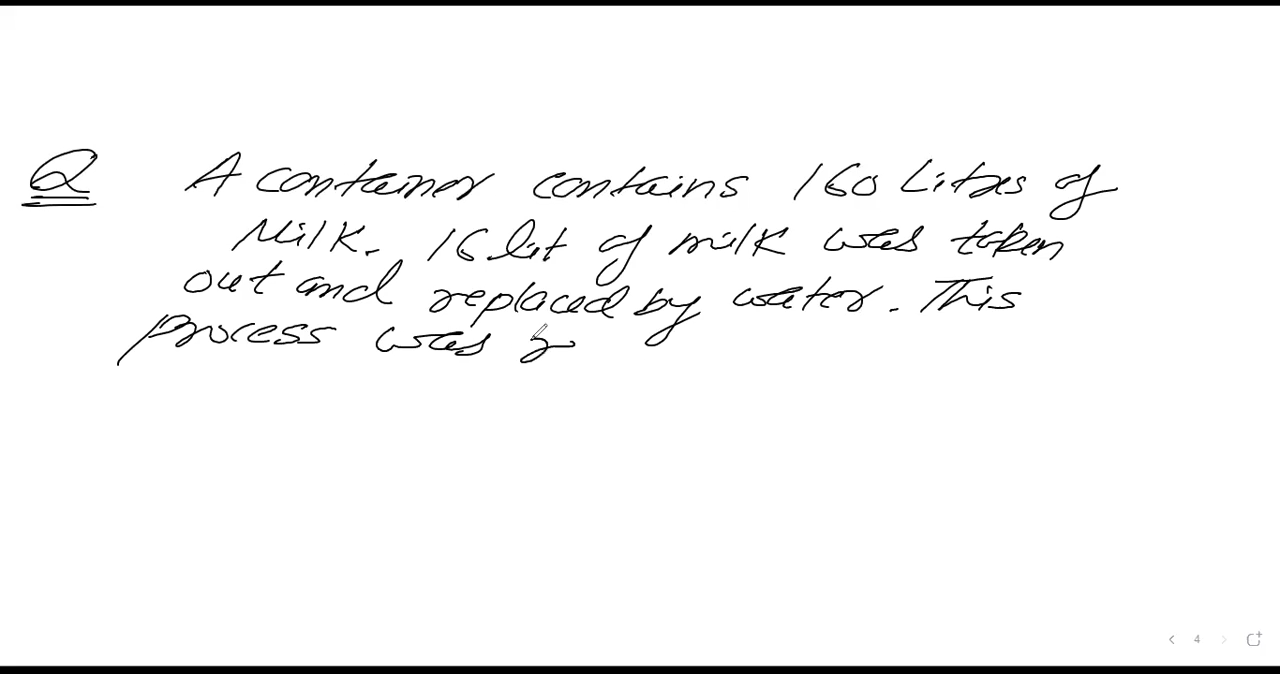 Q A container contains 160 Litres of
Milk. 16 lit of milk was taken
out and replaced by water. This
process was
4